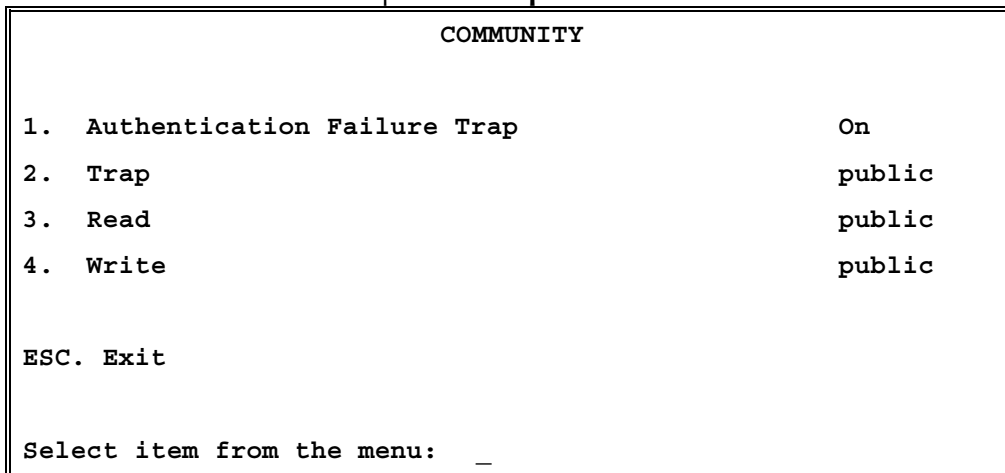 COMMUNITY
1. Authentication Failure Trap On
2. Trap public
3. Read public
4. Write public
ESC. Exit
Select item from the menu: _